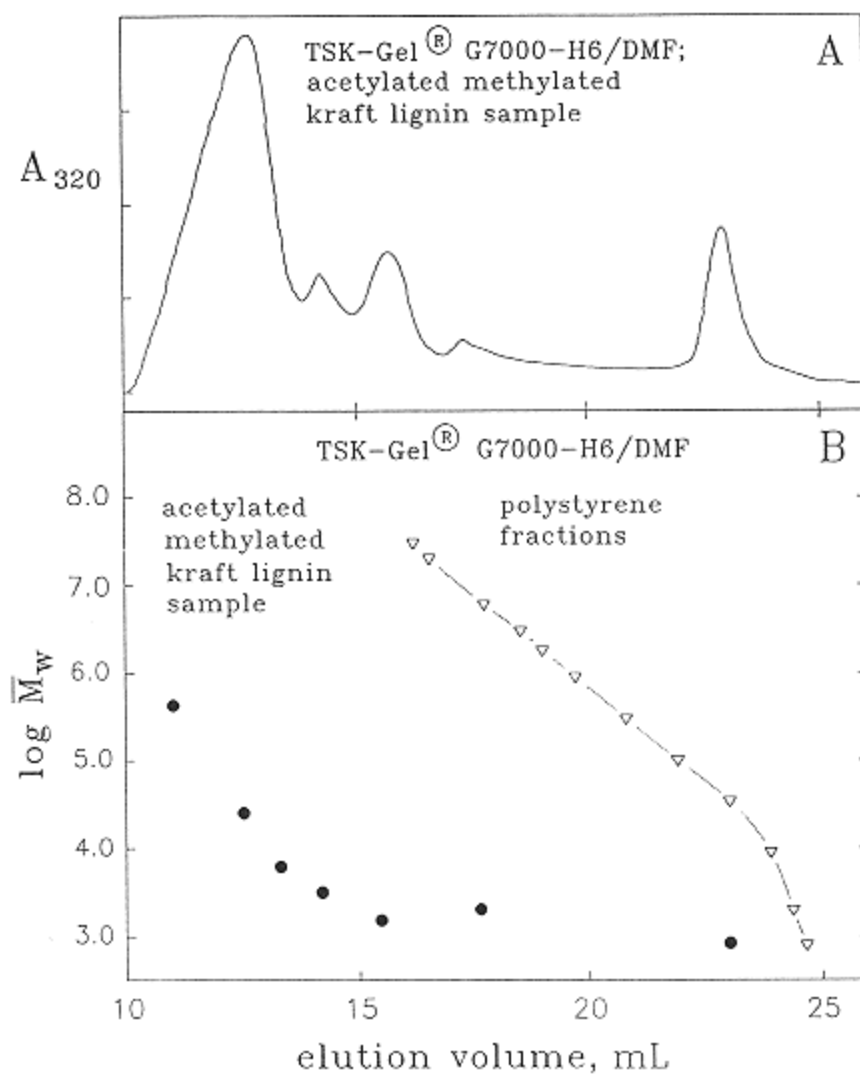 TSK-Gel® G7000-H6/DMF;
acetylated methylated
kraft lignin sample
A
A320
TSK-Gel® G7000-H6/DMF
B
acetylated
methylated
kraft lignin
sample
polystyrene
fractions
8.0
7.0
6.0
5.0
4.0
3.0
log M̅w
10 15 20 25
elution volume, mL